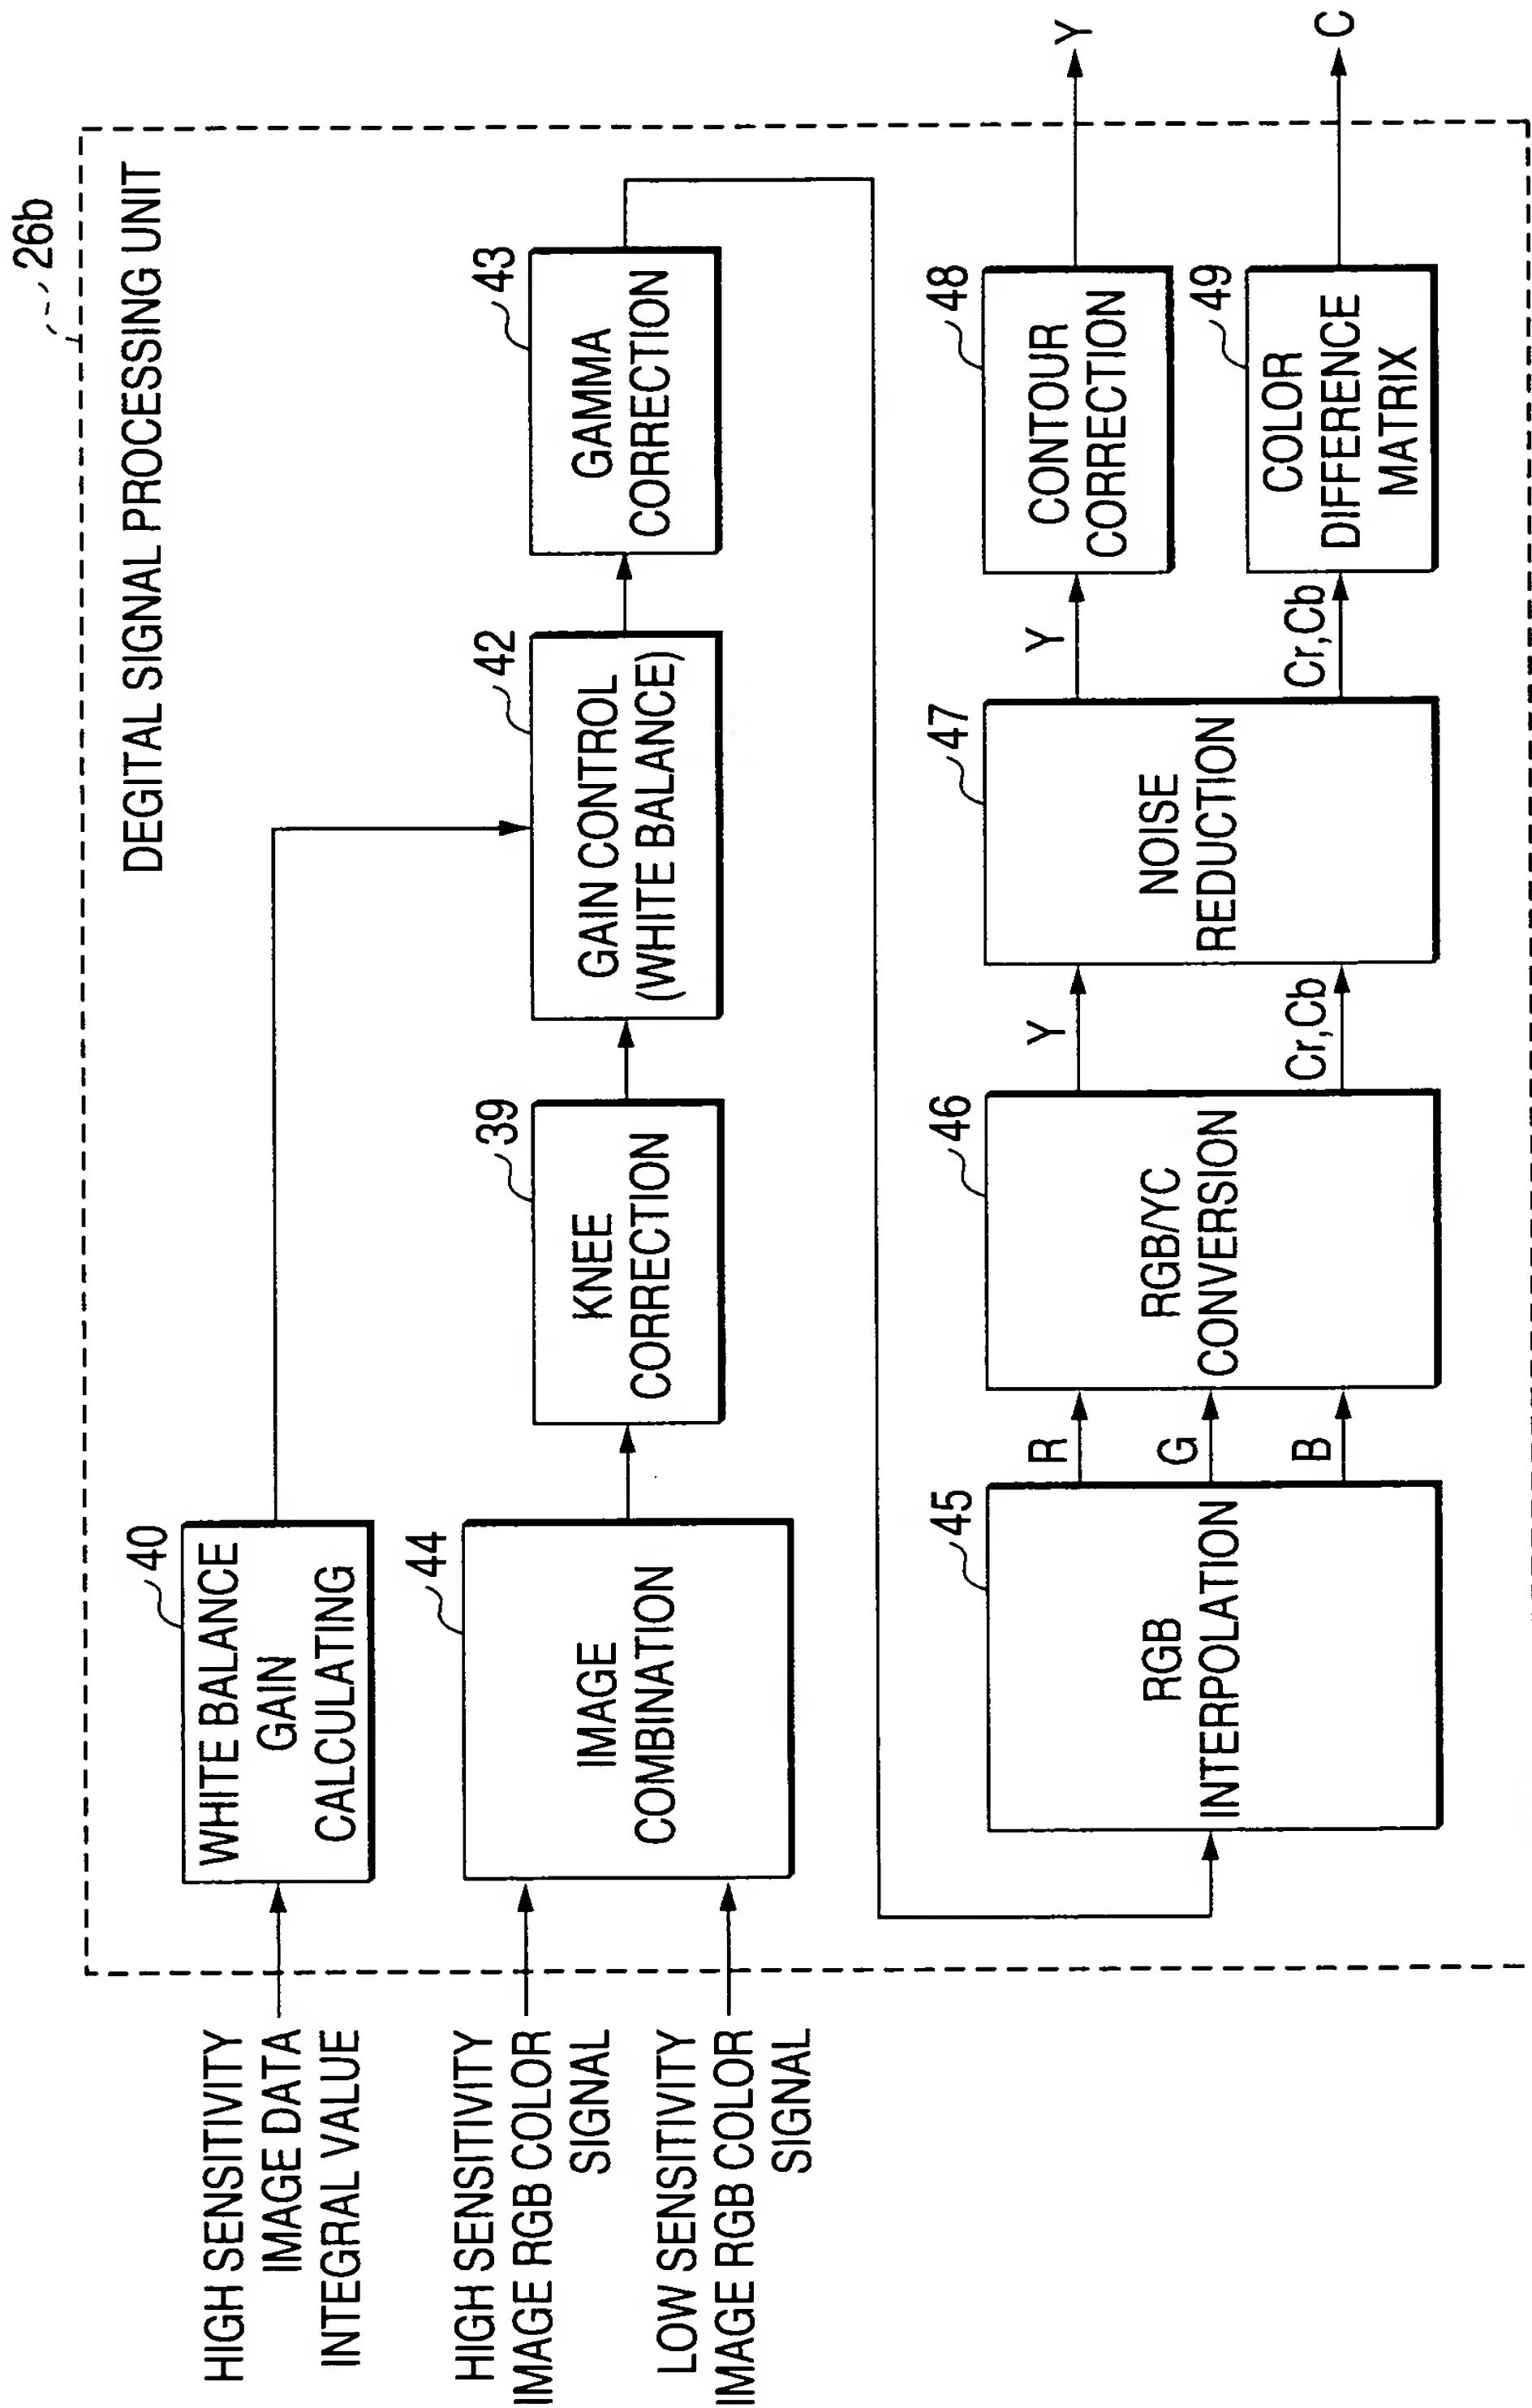 26b
DEGITAL SIGNAL PROCESSING UNIT
HIGH SENSITIVITY
IMAGE DATA
INTEGRAL VALUE
40
WHITE BALANCE
GAIN
CALCULATING
HIGH SENSITIVITY
IMAGE RGB COLOR
SIGNAL
LOW SENSITIVITY
IMAGE RGB COLOR
SIGNAL
44
IMAGE
COMBINATION
39
KNEE
CORRECTION
42
GAIN CONTROL
(WHITE BALANCE)
43
GAMMA
CORRECTION
45
RGB
INTERPOLATION
R
G
B
46
RGB/YC
CONVERSION
Y
Cr,Cb
47
NOISE
REDUCTION
Y
Cr,Cb
48
CONTOUR
CORRECTION
Y
49
COLOR
DIFFERENCE
MATRIX
C